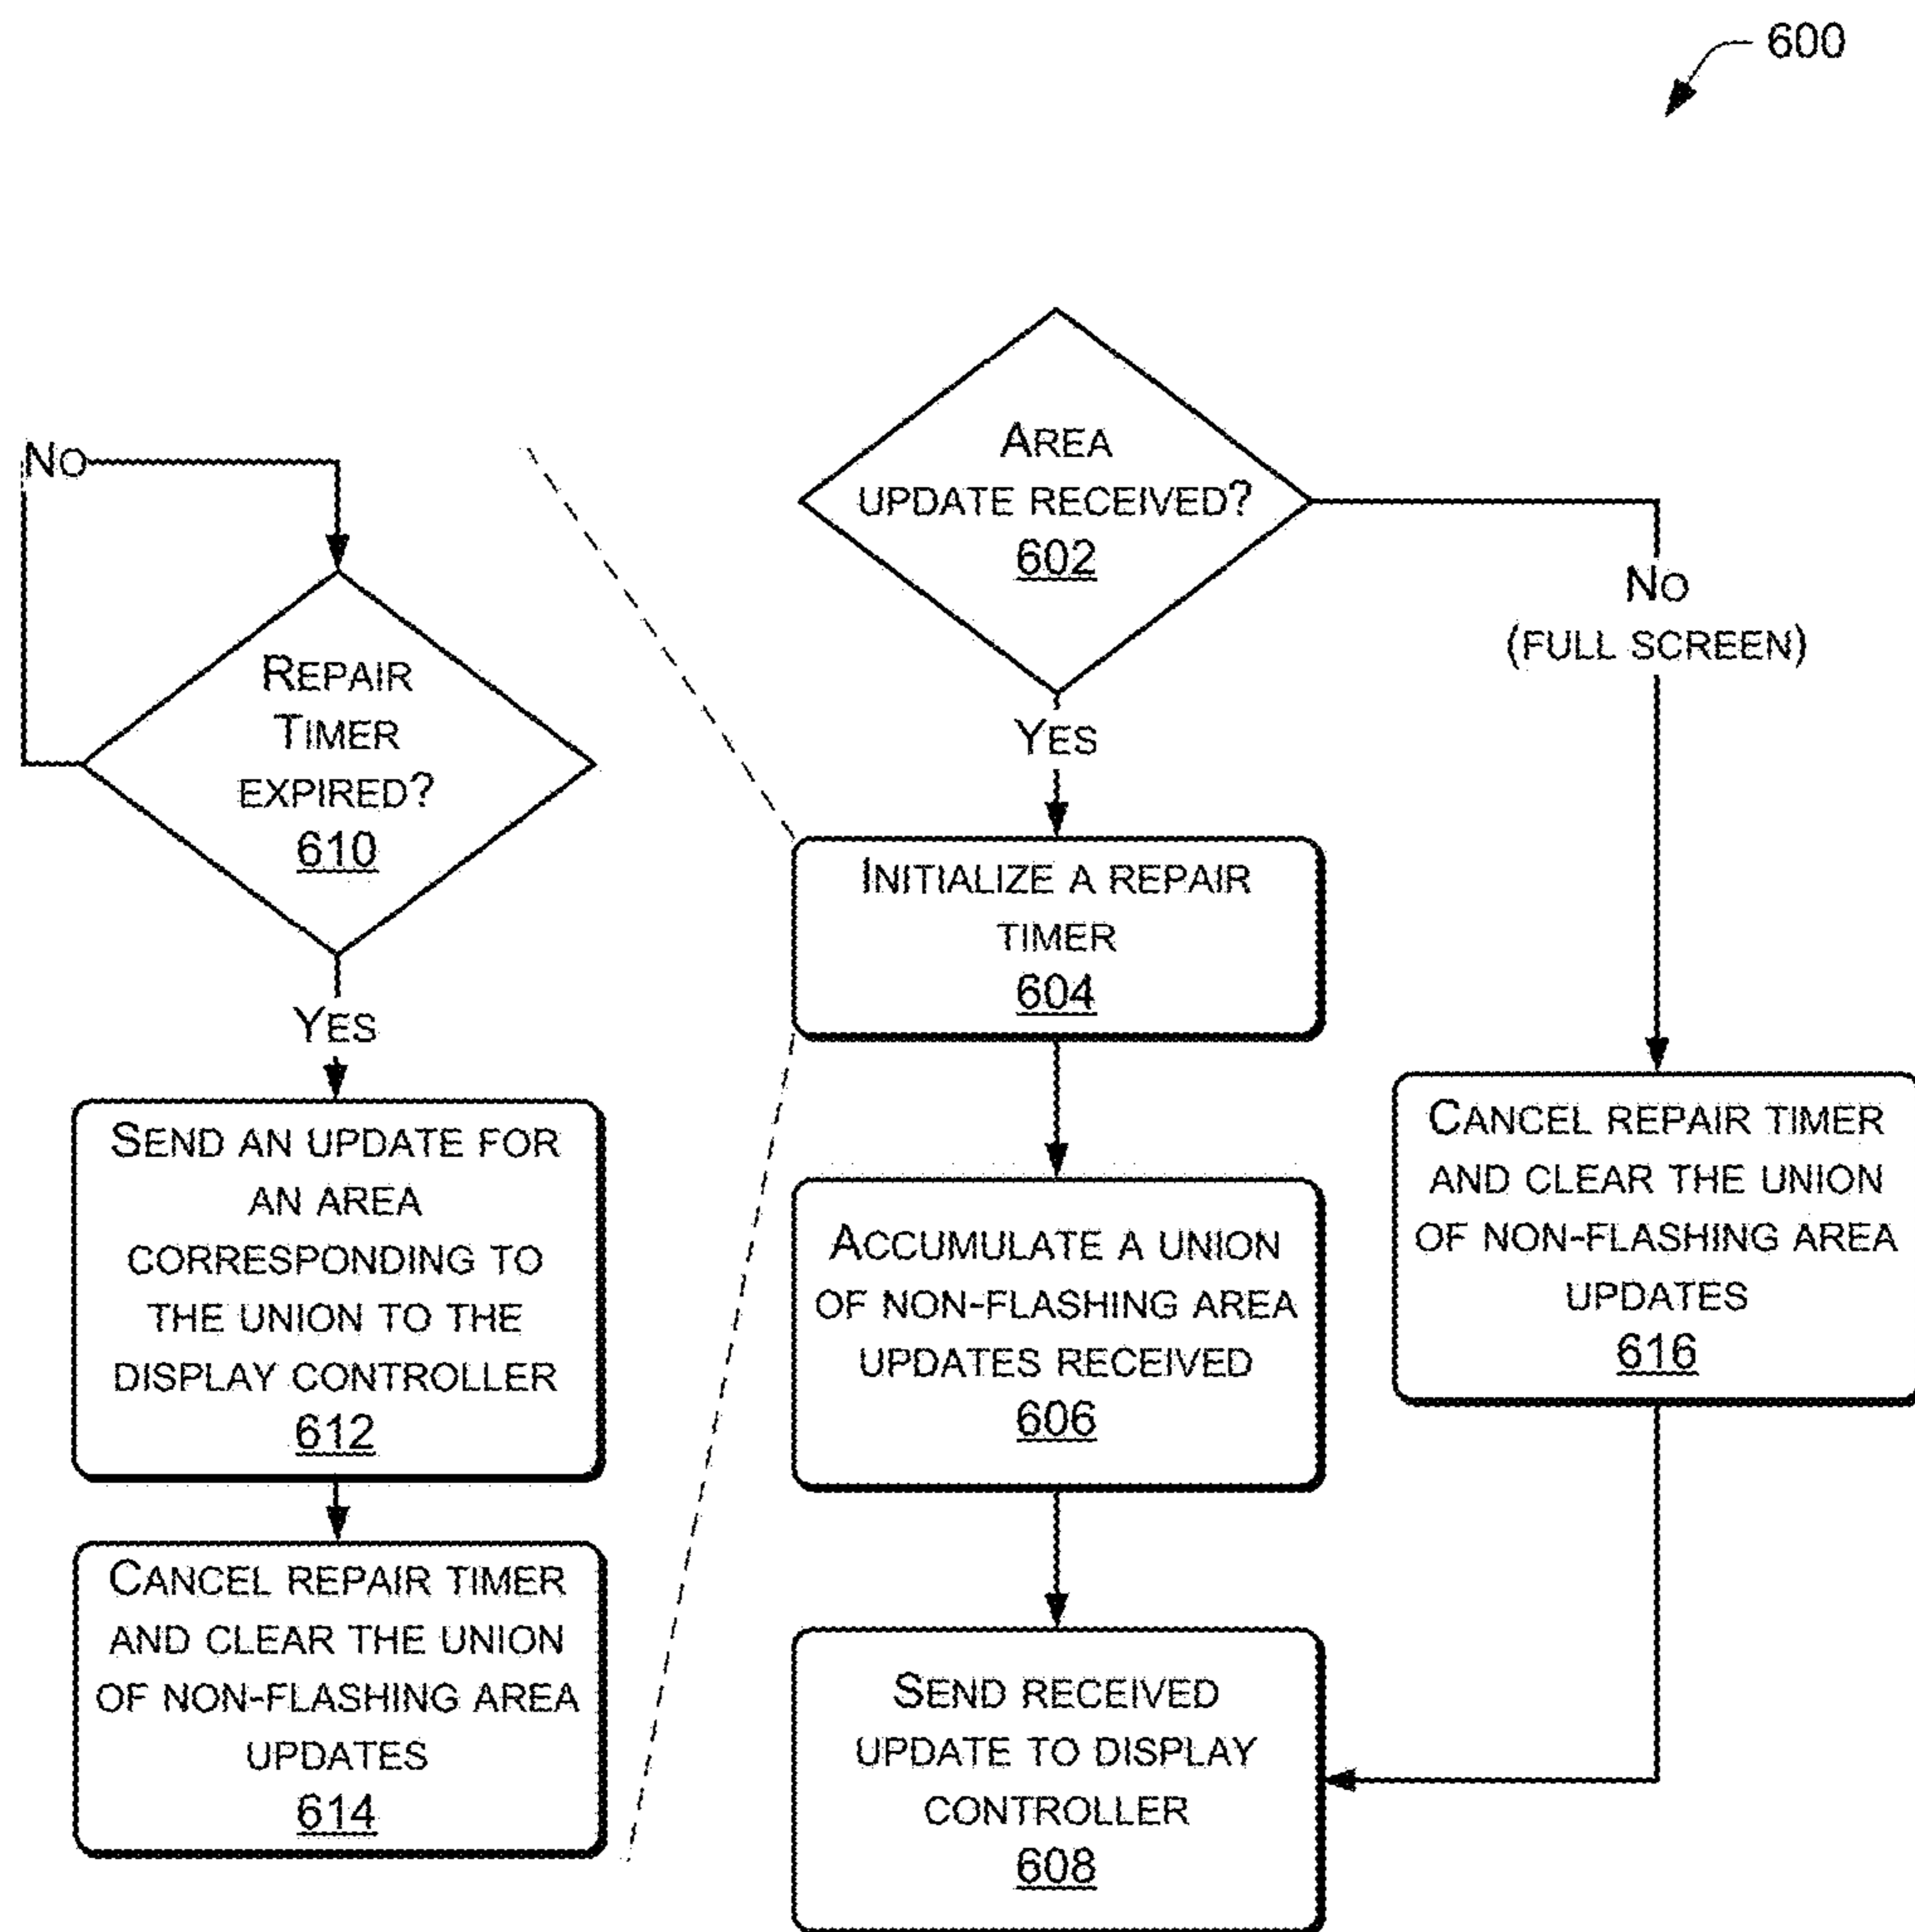 600
AREA
UPDATE RECEIVED?
602
NO
(FULL SCREEN)
YES
INITIALIZE A REPAIR
TIMER
604
ACCUMULATE A UNION
OF NON-FLASHING AREA
UPDATES RECEIVED
606
SEND RECEIVED
UPDATE TO DISPLAY
CONTROLLER
608
NO
REPAIR
TIMER
EXPIRED?
610
YES
SEND AN UPDATE FOR
AN AREA
CORRESPONDING TO
THE UNION TO THE
DISPLAY CONTROLLER
612
CANCEL REPAIR TIMER
AND CLEAR THE UNION
OF NON-FLASHING AREA
UPDATES
614
CANCEL REPAIR TIMER
AND CLEAR THE UNION
OF NON-FLASHING AREA
UPDATES
616